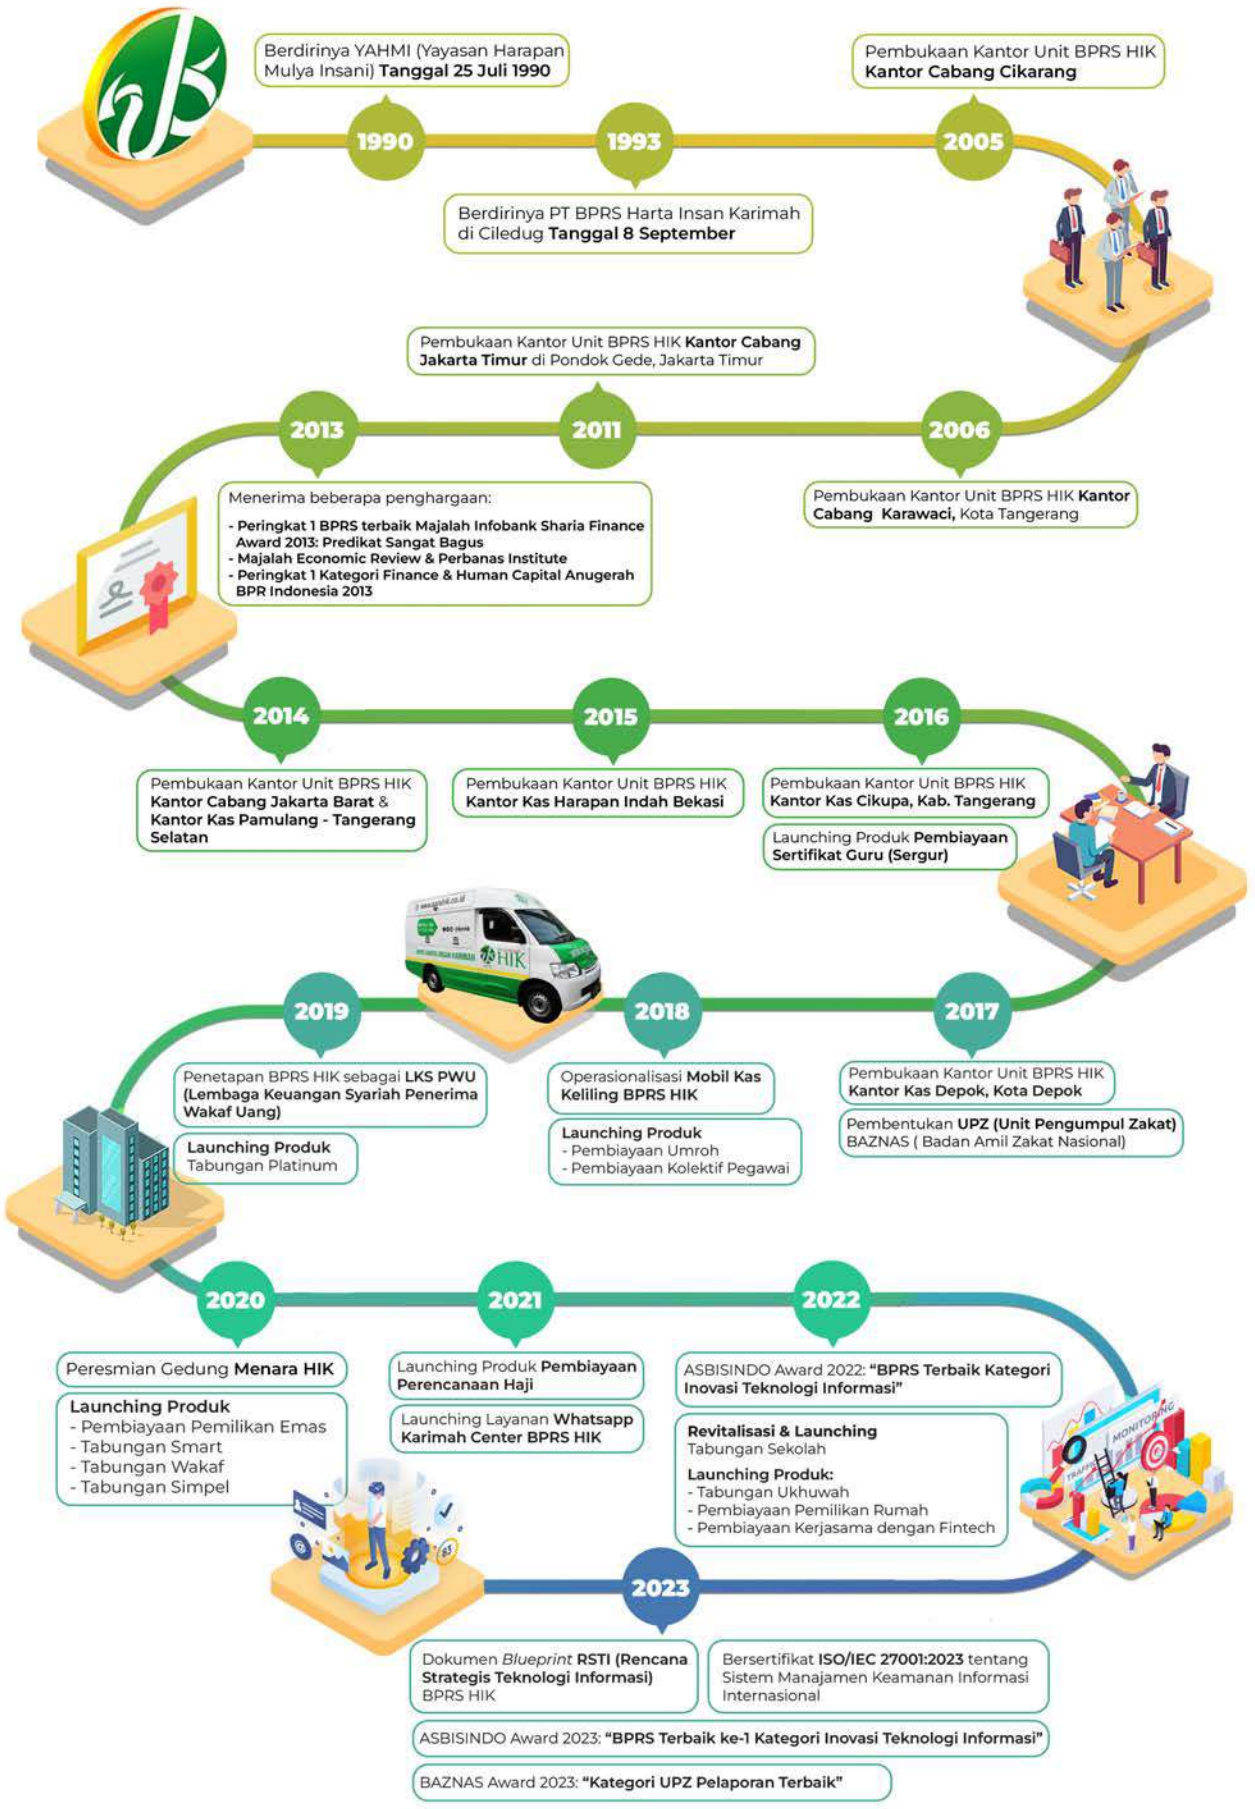 Berdirinya YAHMI (Yayasan Harapan
Mulya Insani) Tanggal 25 Juli 1990
Pembukaan Kantor Unit BPRS HIK
Kantor Cabang Cikarang
1990
1993
2005
Berdirinya PT BPRS Harta Insan Karimah
di Ciledug Tanggal 8 September
Pembukaan Kantor Unit BPRS HIK Kantor Cabang
Jakarta Timur di Pondok Gede, Jakarta Timur
2013
2011
2006
Menerima beberapa penghargaan:
- Peringkat 1 BPRS terbaik Majalah Infobank Sharia Finance
Award 2013: Predikat Sangat Bagus
- Majalah Economic Review & Perbanas Institute
- Peringkat 1 Kategori Finance & Human Capital Anugerah
BPR Indonesia 2013
Pembukaan Kantor Unit BPRS HIK Kantor
Cabang Karawaci, Kota Tangerang
2014
2015
2016
Pembukaan Kantor Unit BPRS HIK
Kantor Cabang Jakarta Barat &
Kantor Kas Pamulang - Tangerang
Selatan
Pembukaan Kantor Unit BPRS HIK
Kantor Kas Harapan Indah Bekasi
Pembukaan Kantor Unit BPRS HIK
Kantor Kas Cikupa, Kab. Tangerang
Launching Produk Pembiayaan
Sertifikat Guru (Sergur)
HIK
2019
2018
2017
Penetapan BPRS HIK sebagai LKS PWU
(Lembaga Keuangan Syariah Penerima
Wakaf Uang)
Launching Produk
Tabungan Platinum
Operasionalisasi Mobil Kas
Keliling BPRS HIK
Launching Produk
- Pembiayaan Umroh
- Pembiayaan Kolektif Pegawai
Pembukaan Kantor Unit BPRS HIK
Kantor Kas Depok, Kota Depok
Pembentukan UPZ (Unit Pengumpul Zakat)
BAZNAS ( Badan Amil Zakat Nasional)
2020
2021
2022
Peresmian Gedung Menara HIK
Launching Produk
- Pembiayaan Pemilikan Emas
- Tabungan Smart
- Tabungan Wakaf
- Tabungan Simpel
Launching Produk Pembiayaan
Perencanaan Haji
Launching Layanan Whatsapp
Karimah Center BPRS HIK
ASBISINDO Award 2022: “BPRS Terbaik Kategori
Inovasi Teknologi Informasi”
Revitalisasi & Launching
Tabungan Sekolah
Launching Produk:
- Tabungan Ukhuwah
- Pembiayaan Pemilikan Rumah
- Pembiayaan Kerjasama dengan Fintech
MONITORING
83
2023
Dokumen Blueprint RSTI (Rencana
Strategis Teknologi Informasi)
BPRS HIK
Bersertifikat ISO/IEC 27001:2023 tentang
Sistem Manajamen Keamanan Informasi
Internasional
ASBISINDO Award 2023: “BPRS Terbaik ke-1 Kategori Inovasi Teknologi Informasi”
BAZNAS Award 2023: “Kategori UPZ Pelaporan Terbaik”